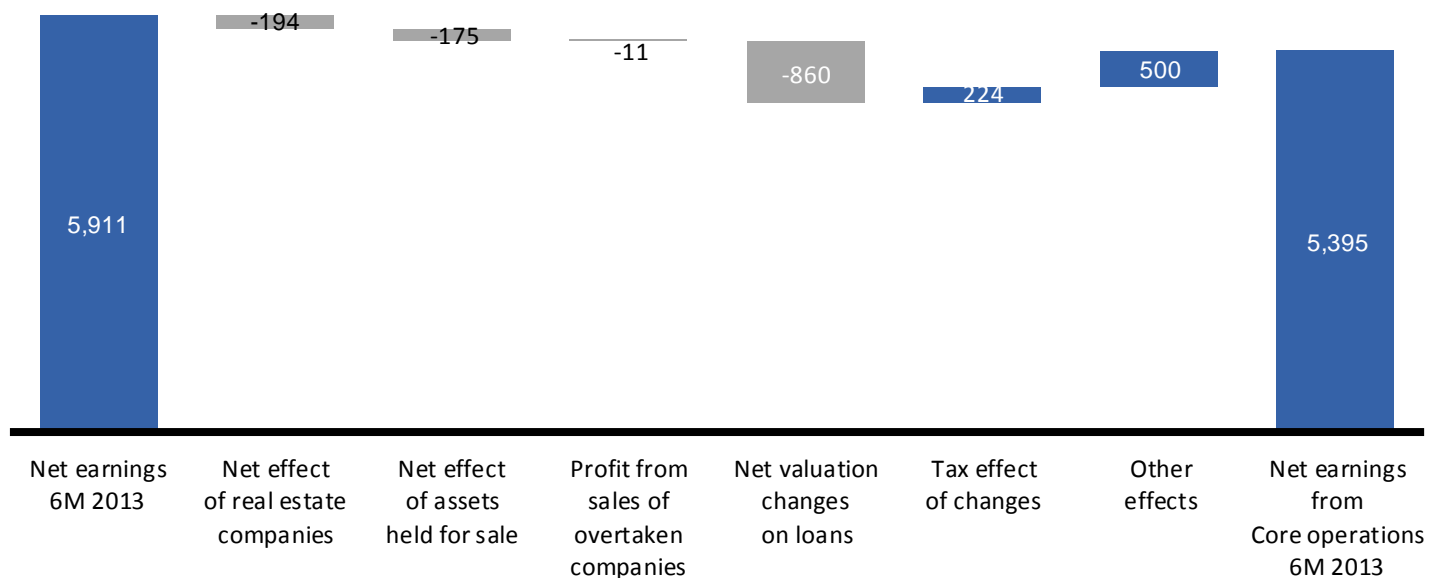 -194
-175
-11
-860
224
500
5,911
5,395
Net earnings
6M 2013
Net effect
of real estate
companies
Net effect
of assets
held for sale
Profit from
sales of
overtaken
companies
Net valuation
changes
on loans
Tax effect
of changes
Other
effects
Net earnings
from
Core operations
6M 2013